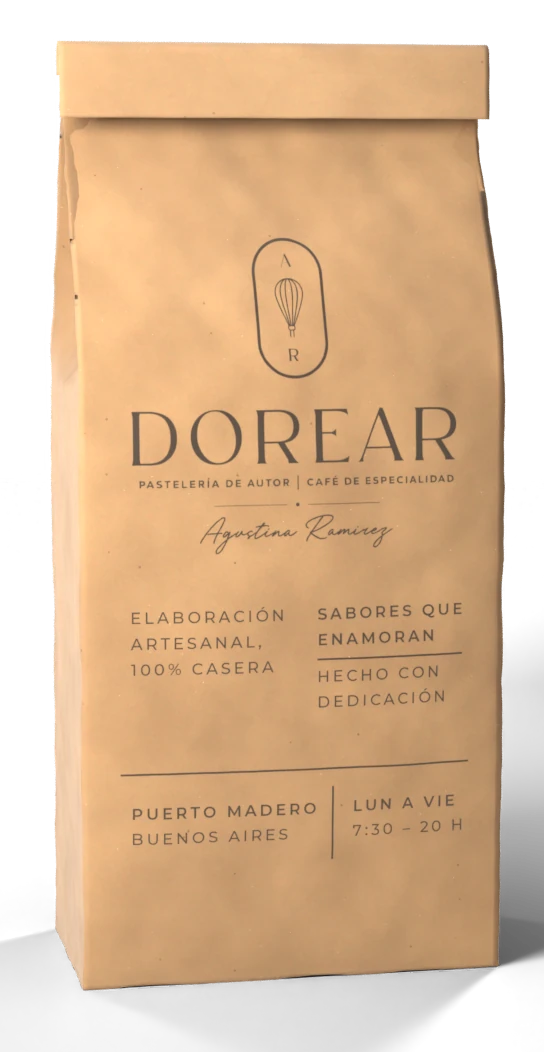 A
R
DOREAR
PASTELERÍA DE AUTOR | CAFÉ DE ESPECIALIDAD
Agustina Ramirez
ELABORACIÓN
ARTESANAL,
100% CASERA
SABORES QUE
ENAMORAN
HECHO CON
DEDICACIÓN
PUERTO MADERO
BUENOS AIRES
LUN A VIE
7:30 – 20 H